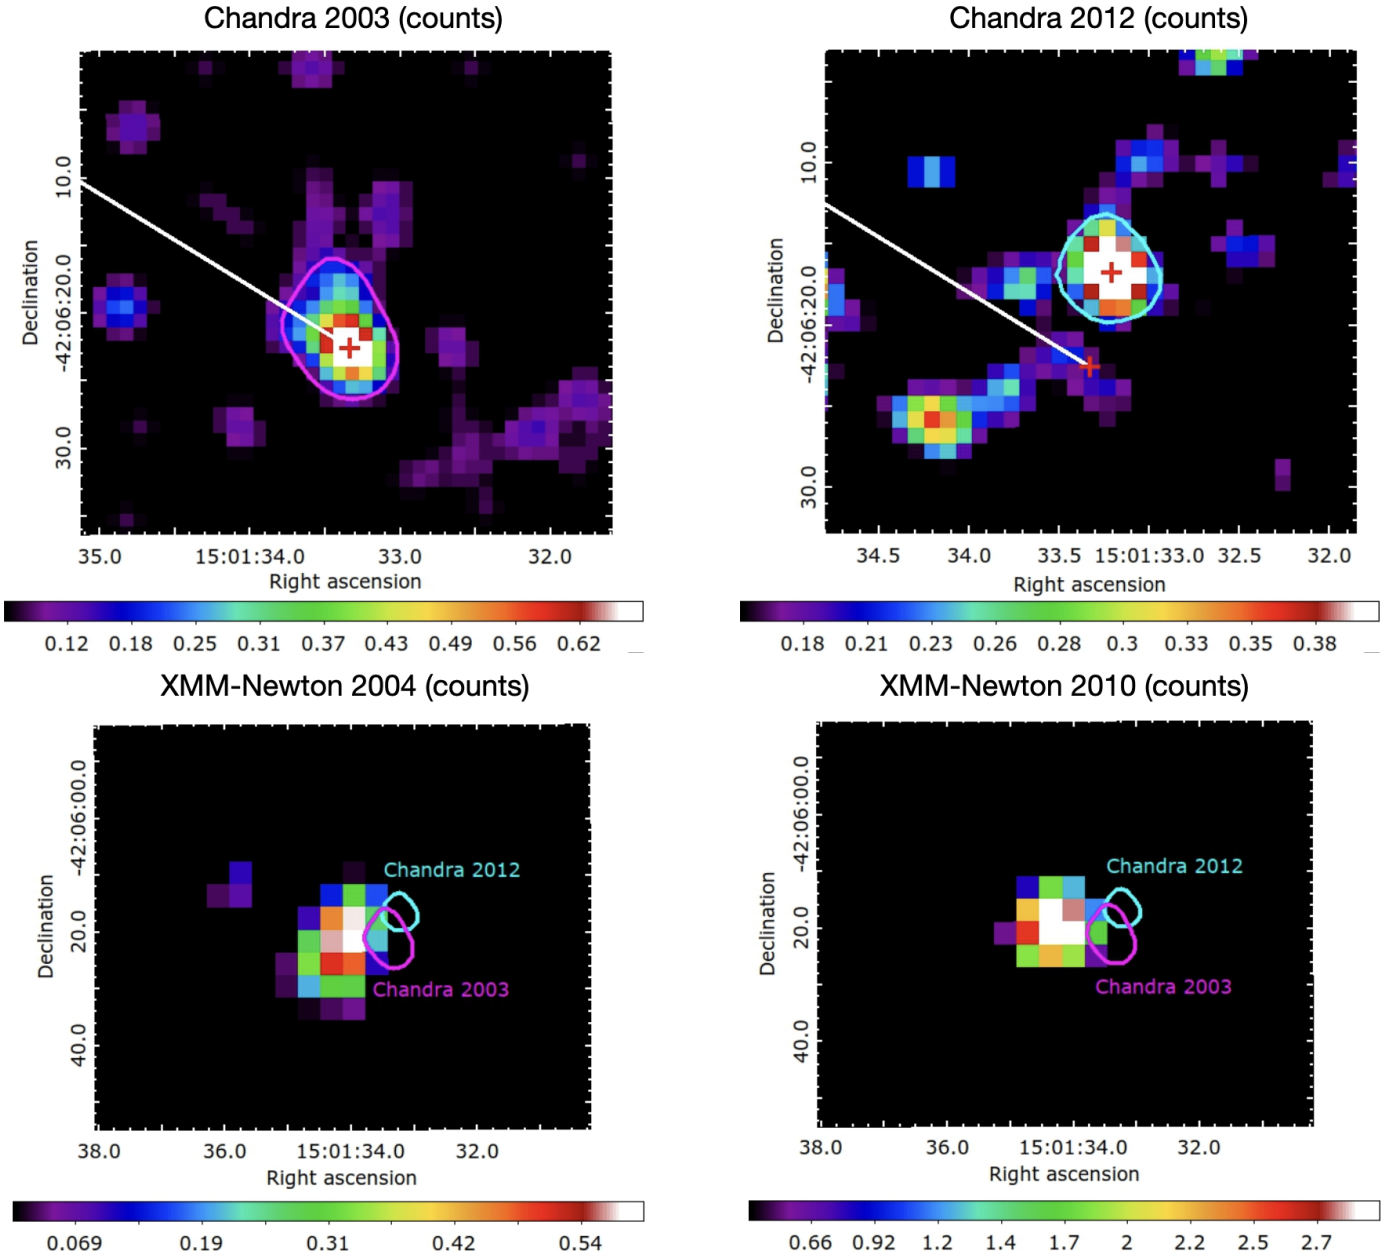 Chandra 2003 (counts)
Declination
10.0
-42:06:20.0
30.0
35.0 15:01:34.0 33.0 32.0
Right ascension
0.12 0.18 0.25 0.31 0.37 0.43 0.49 0.56 0.62
Chandra 2012 (counts)
Declination
10.0
-42:06:20.0
30.0
34.5 34.0 33.5 15:01:33.0 32.5 32.0
Right ascension
0.18 0.21 0.23 0.26 0.28 0.3 0.33 0.35 0.38
XMM-Newton 2004 (counts)
Declination
-42:06:00.0
20.0
40.0
Chandra 2012
Chandra 2003
38.0 36.0 15:01:34.0 32.0
Right ascension
0.069 0.19 0.31 0.42 0.54
XMM-Newton 2010 (counts)
Declination
-42:06:00.0
20.0
40.0
Chandra 2012
Chandra 2003
38.0 36.0 15:01:34.0 32.0
Right ascension
0.66 0.92 1.2 1.4 1.7 2 2.2 2.5 2.7